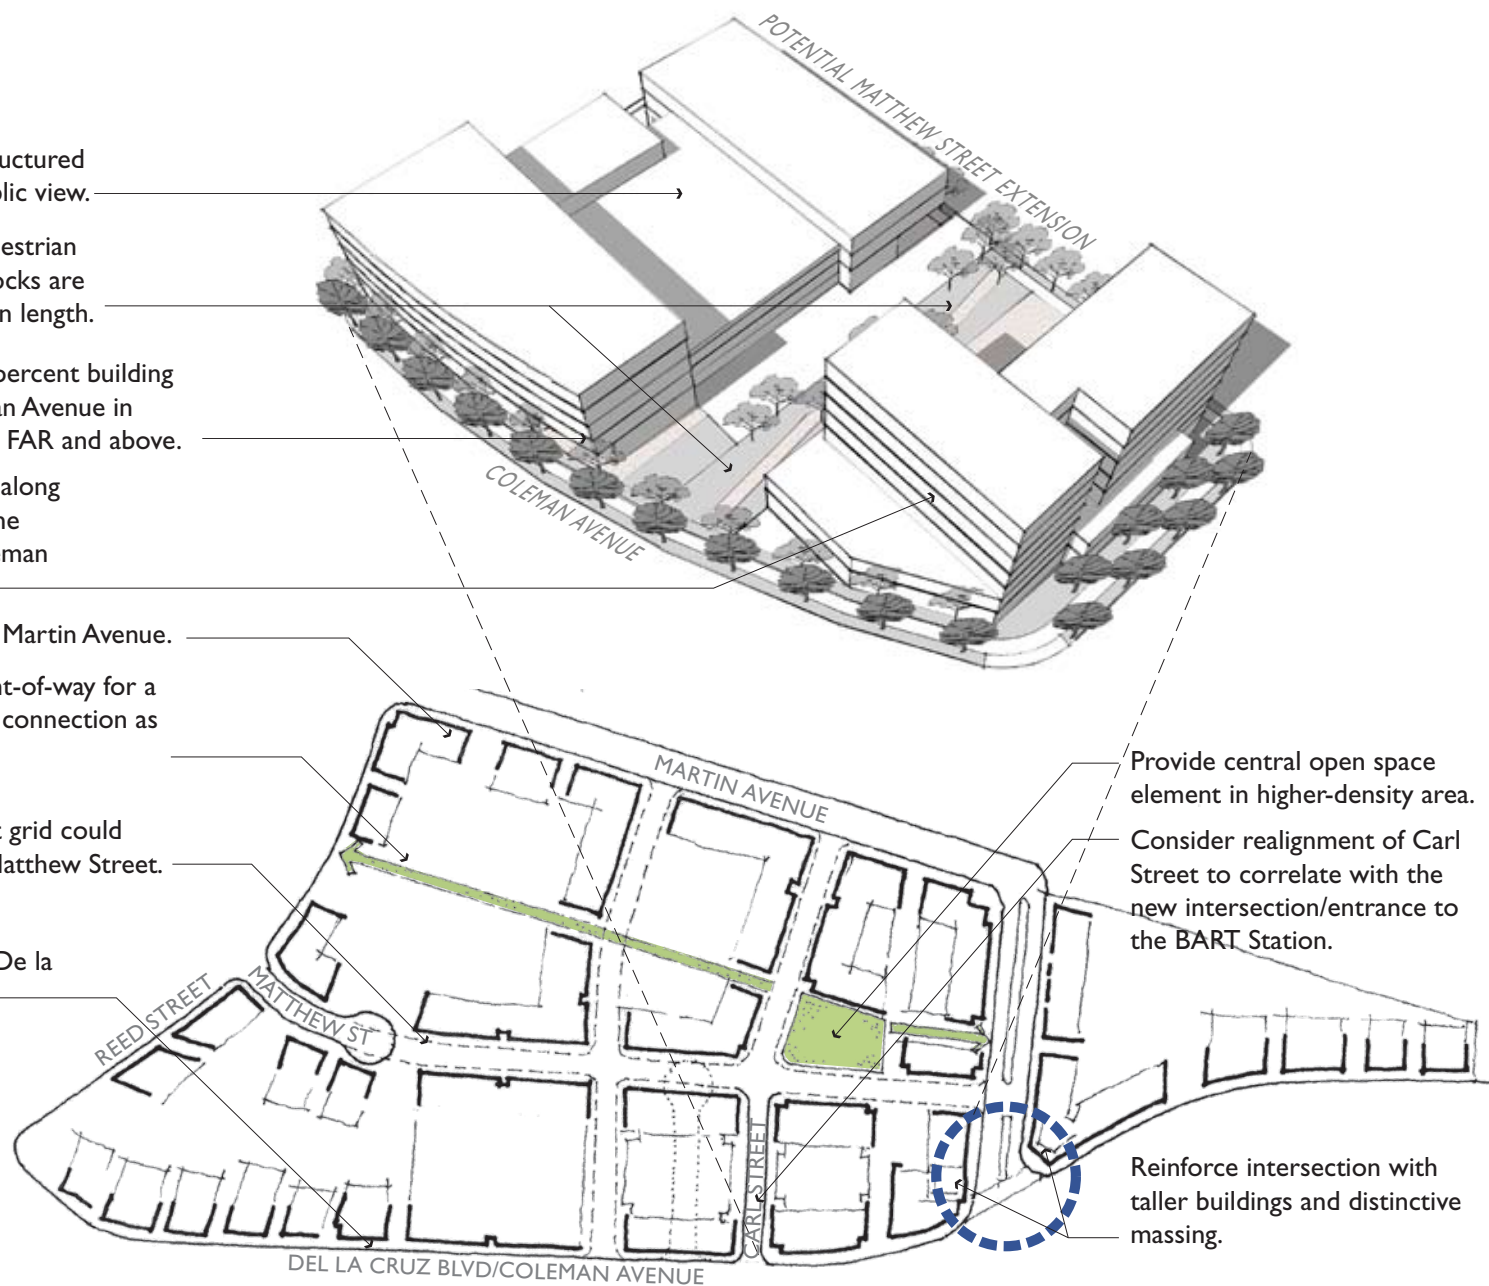 POTENTIAL MATTHEW STREET EXTENSION
uctured
blic view.
estrian
ocks are
n length.
percent building
an Avenue in
FAR and above.
along
ne
eman
COLEMAN AVENUE
Martin Avenue.
nt-of-way for a
connection as
t grid could
Matthew Street.
De la
MARTIN AVENUE
Provide central open space
element in higher-density area.
Consider realignment of Carl
Street to correlate with the
new intersection/entrance to
the BART Station.
REED STREET
MATTHEW ST
CARL STREET
Reinforce intersection with
taller buildings and distinctive
massing.
DEL LA CRUZ BLVD/COLEMAN AVENUE